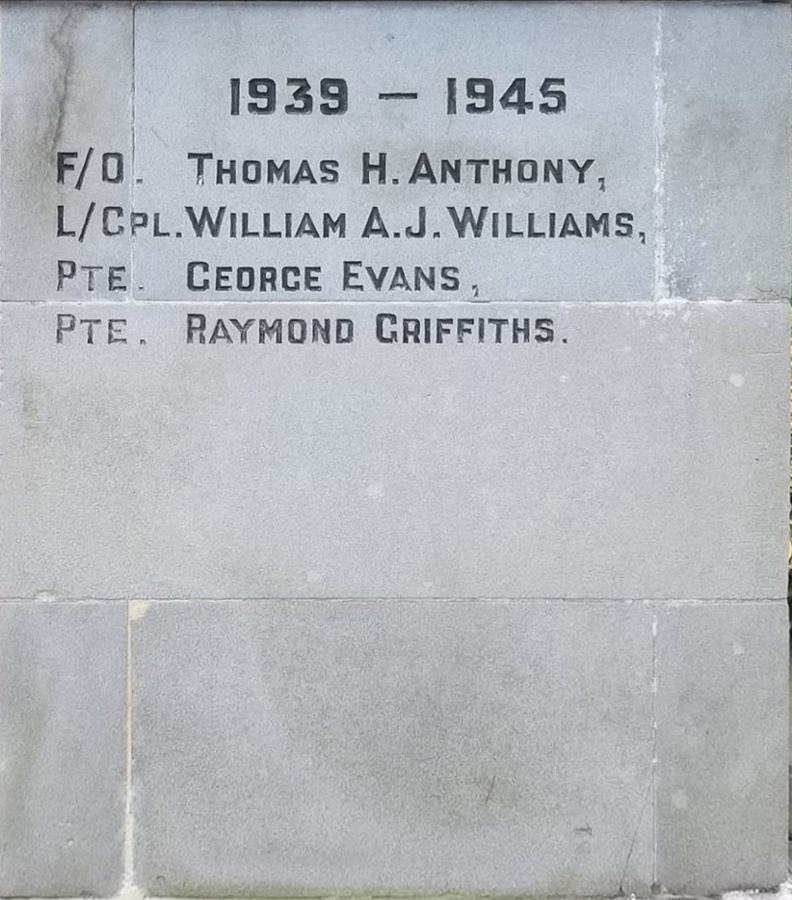 1939 — 1945
F/O. THOMAS H. ANTHONY,
L/CPL. WILLIAM A.J. WILLIAMS,
PTE. GEORGE EVANS,
PTE. RAYMOND GRIFFITHS.